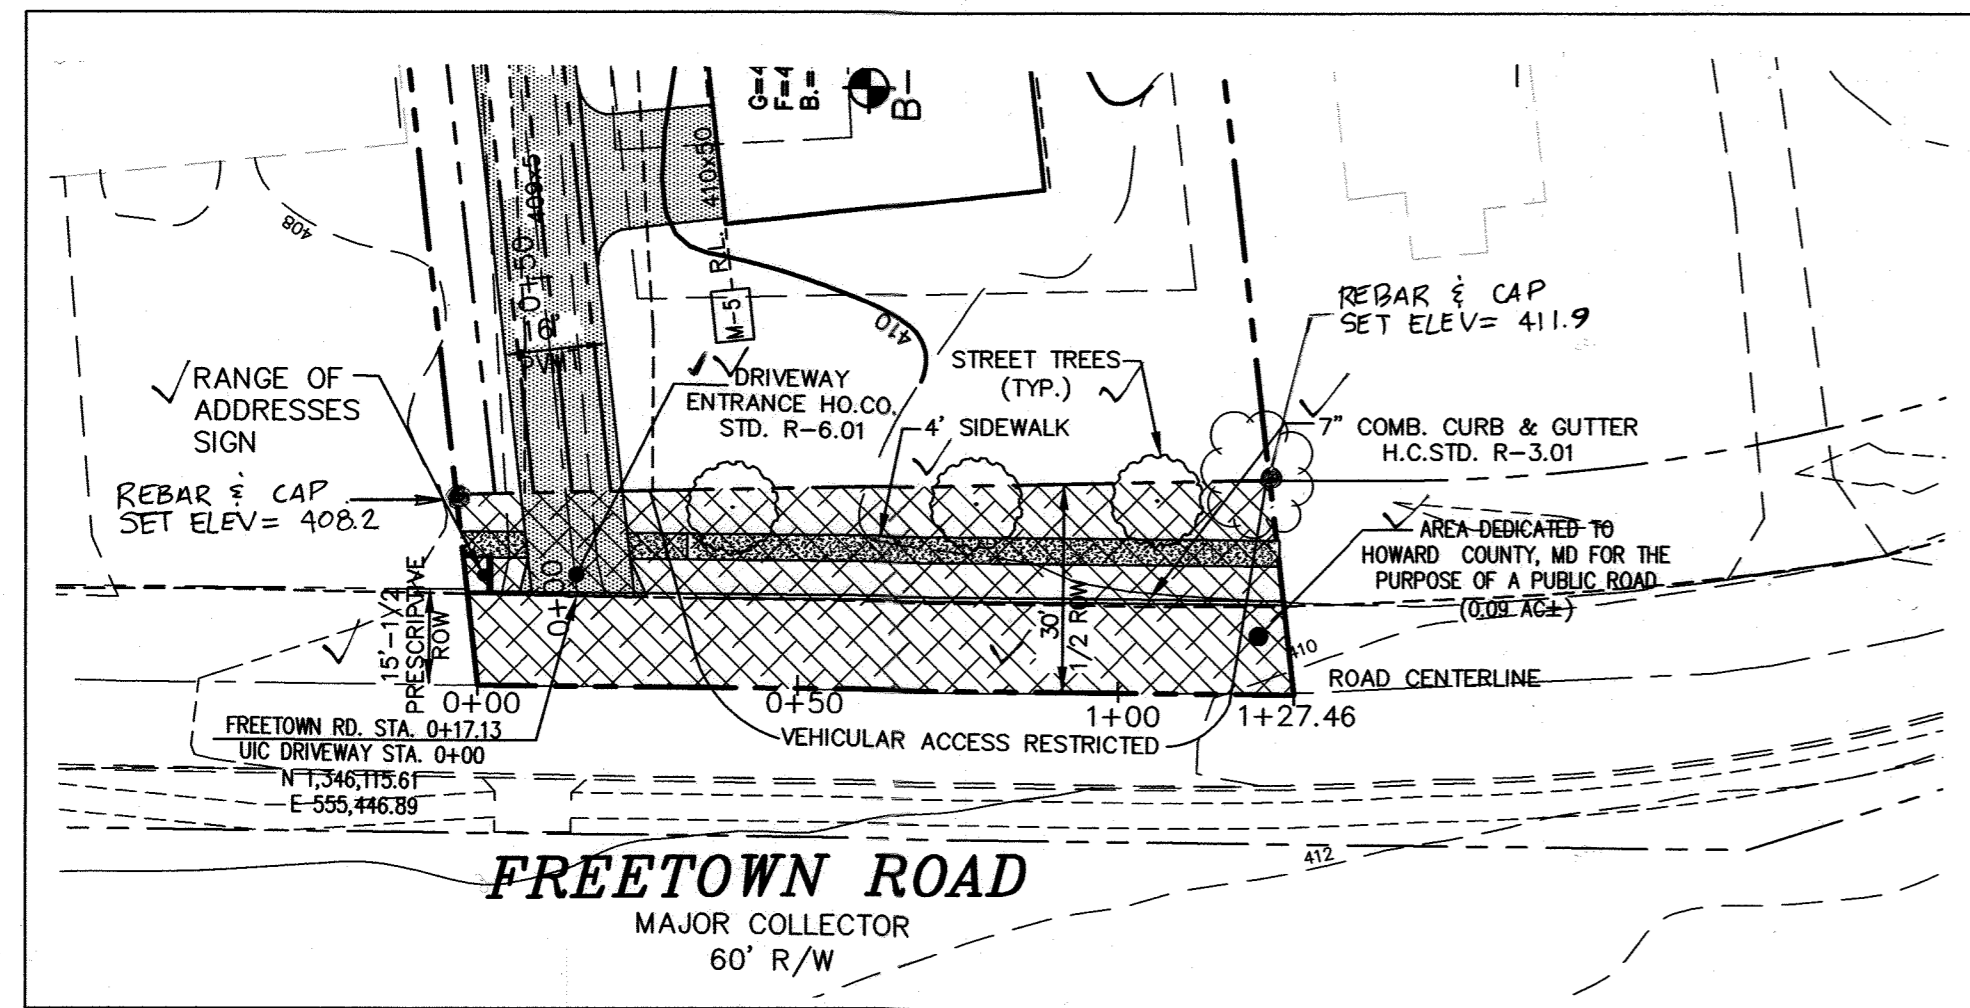 G=4
F=4
B.=
B-
410x50
0+50
409x5
408
R.L.
M-5
16'
PVMT
410
REBAR & CAP
SET ELEV= 411.9
RANGE OF
ADDRESSES
SIGN
DRIVEWAY
ENTRANCE HO.CO.
STD. R-6.01
STREET TREES
(TYP.)
4' SIDEWALK
7" COMB. CURB & GUTTER
H.C.STD. R-3.01
REBAR & CAP
SET ELEV= 408.2
AREA DEDICATED TO
HOWARD COUNTY, MD FOR THE
PURPOSE OF A PUBLIC ROAD
(0.09 AC±)
15'-1/2
PRESCRIPTIVE
ROW
0+00
30'
1/2 ROW
410
ROAD CENTERLINE
0+00
0+50
1+00
1+27.46
FREETOWN RD. STA. 0+17.13
UIC DRIVEWAY STA. 0+00
N 1,346,115.61
E 555,446.89
VEHICULAR ACCESS RESTRICTED
412
FREETOWN ROAD
MAJOR COLLECTOR
60' R/W